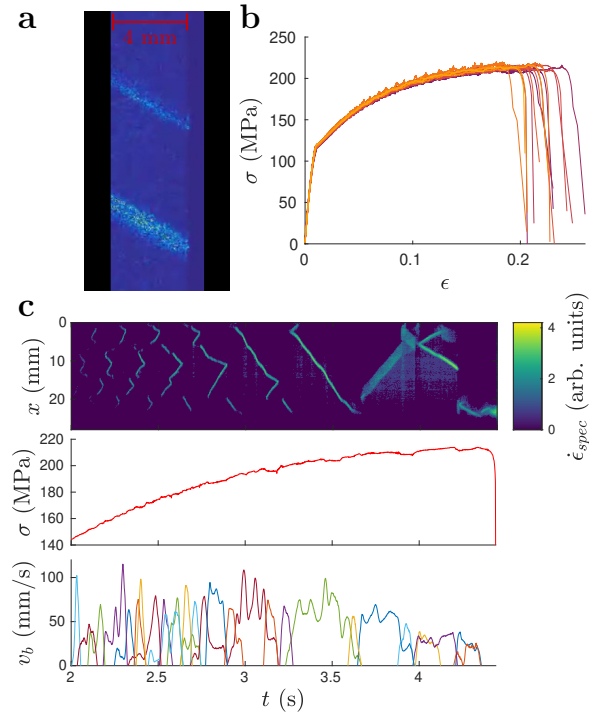 a
4 mm
b
250
200
150
100
50
0
σ (MPa)
0 0.1 0.2
ϵ
c
0
10
20
x (mm)
4
2
0
ϵ̇spec (arb. units)
220
200
180
160
140
σ (MPa)
100
50
0
vb (mm/s)
2 2.5 3 3.5 4
t (s)